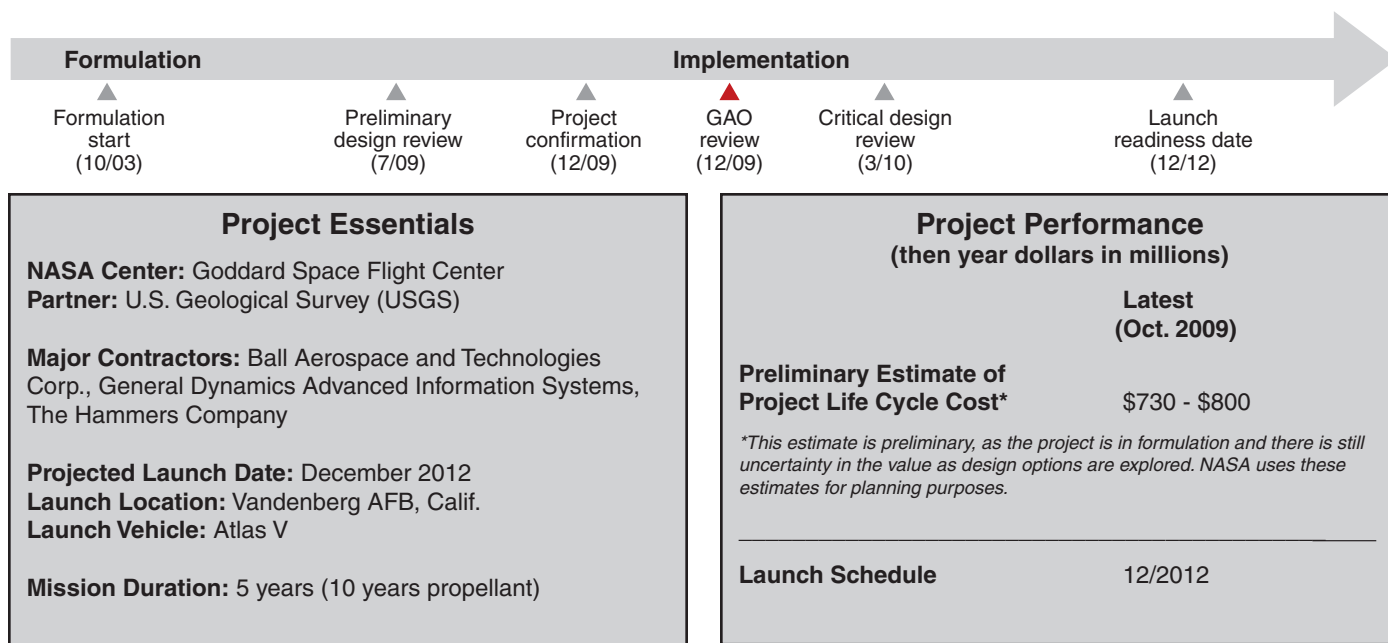 Formulation
Implementation
Formulation
start
(10/03)
Preliminary
design review
(7/09)
Project
confirmation
(12/09)
GAO
review
(12/09)
Critical design
review
(3/10)
Launch
readiness date
(12/12)
Project Essentials
NASA Center: Goddard Space Flight Center
Partner: U.S. Geological Survey (USGS)
Major Contractors: Ball Aerospace and Technologies
Corp., General Dynamics Advanced Information Systems,
The Hammers Company
Projected Launch Date: December 2012
Launch Location: Vandenberg AFB, Calif.
Launch Vehicle: Atlas V
Mission Duration: 5 years (10 years propellant)
Project Performance
(then year dollars in millions)
Latest
(Oct. 2009)
Preliminary Estimate of
Project Life Cycle Cost* $730 - $800
*This estimate is preliminary, as the project is in formulation and there is still
uncertainty in the value as design options are explored. NASA uses these
estimates for planning purposes.
Launch Schedule 12/2012